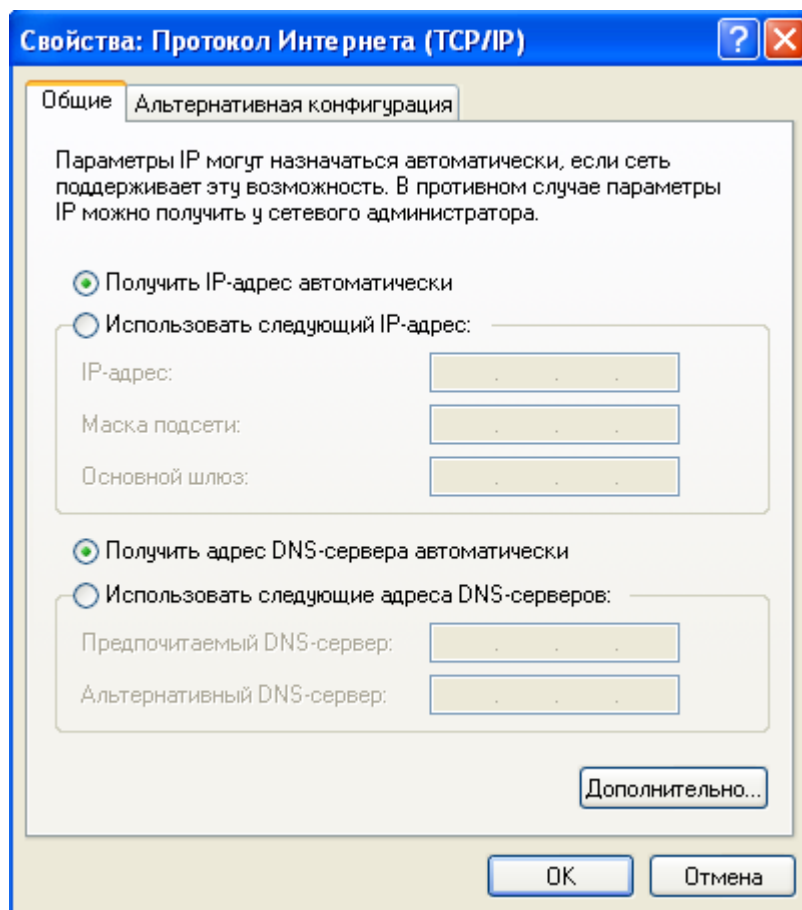 Свойства: Протокол Интернета (TCP/IP)
Общие
Альтернативная конфигурация
Параметры IP могут назначаться автоматически, если сеть
поддерживает эту возможность. В противном случае параметры
IP можно получить у сетевого администратора.
Получить IP-адрес автоматически
Использовать следующий IP-адрес:
IP-адрес:
Маска подсети:
Основной шлюз:
Получить адрес DNS-сервера автоматически
Использовать следующие адреса DNS-серверов:
Предпочитаемый DNS-сервер:
Альтернативный DNS-сервер:
Дополнительно...
ОК
Отмена